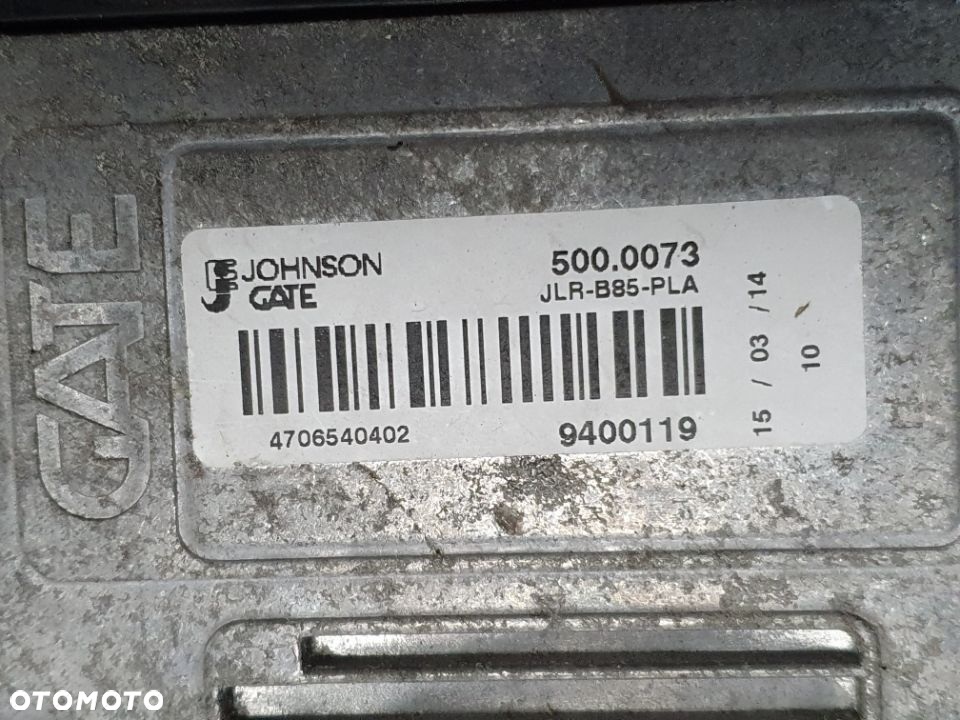 GATE
JOHNSON
GATE
500.0073
JLR-B85-PLA
4706540402
9400119
15 / 03 / 14
10
OTOMOTO